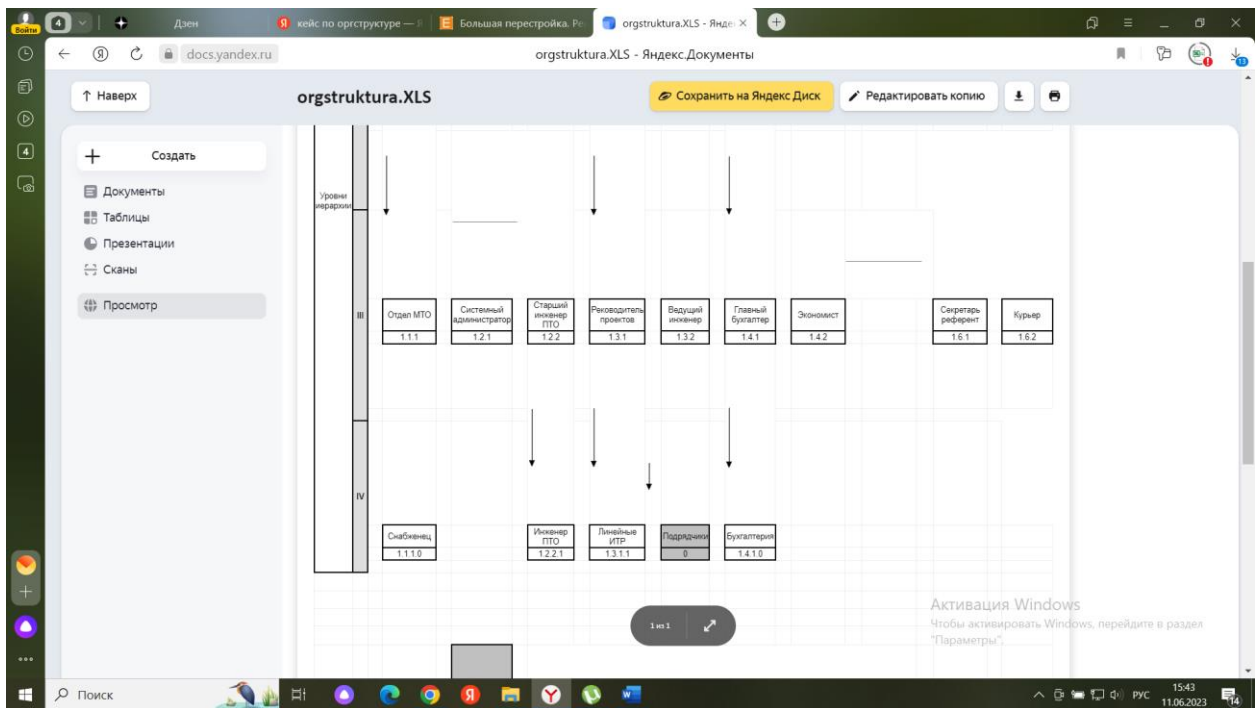 Войти
4
Дзен
кейс по оргструктуре — Я
Большая перестройка. Ре
orgstruktura.XLS - Янде
docs.yandex.ru
orgstruktura.XLS - Яндекс.Документы
13
Наверх
orgstruktura.XLS
Сохранить на Яндекс Диск
Редактировать копию
4
Создать
Документы
Таблицы
Презентации
Сканы
Просмотр
Уровни
иерархии
III
Отдел МТО
1.1.1
Системный
администратор
1.2.1
Старший
инженер
ПТО
1.2.2
Руководитель
проектов
1.3.1
Ведущий
инженер
1.3.2
Главный
бухгалтер
1.4.1
Экономист
1.4.2
Секретарь
референт
1.6.1
Курьер
1.6.2
IV
Снабженец
1.1.1.0
Инженер
ПТО
1.2.2.1
Линейные
ИТР
1.3.1.1
Подрядчики
0
Бухгалтерия
1.4.1.0
1 из 1
Активация Windows
Чтобы активировать Windows, перейдите в раздел
"Параметры".
Поиск
РУС
15:43
11.06.2023
14